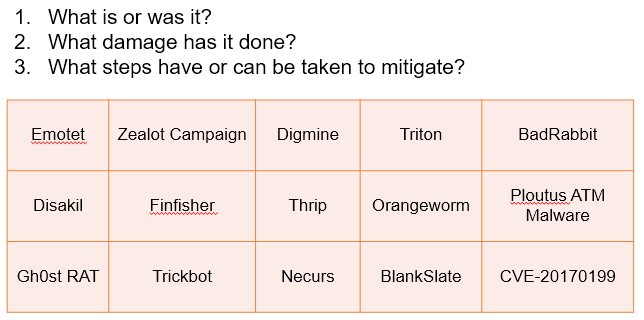 1. What is or was it?
2. What damage has it done?
3. What steps have or can be taken to mitigate?
Emotet Zealot Campaign Digmine Triton BadRabbit
Disakil Finfisher Thrip Orangeworm Ploutus ATM
Malware
Gh0st RAT Trickbot Necurs BlankSlate CVE-20170199